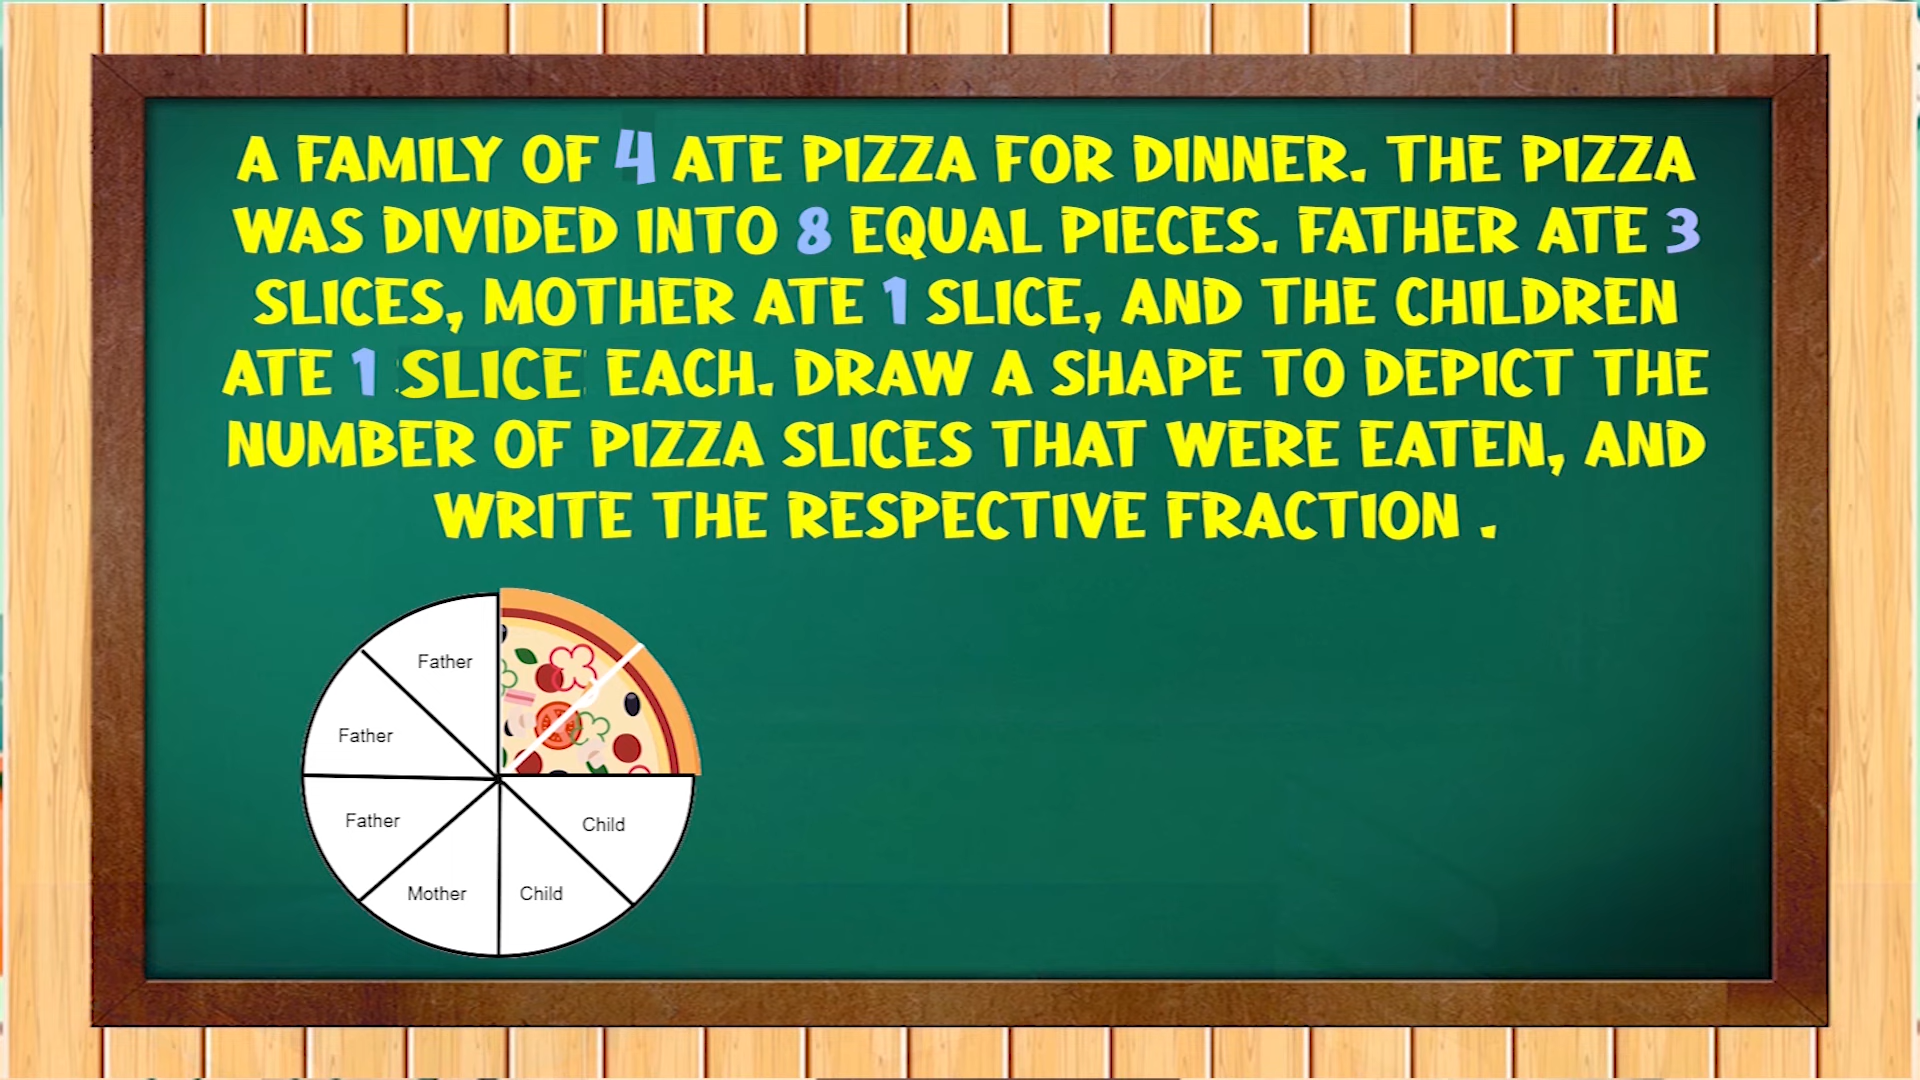 A FAMILY OF 4 ATE PIZZA FOR DINNER. THE PIZZA
WAS DIVIDED INTO 8 EQUAL PIECES. FATHER ATE 3
SLICES, MOTHER ATE 1 SLICE, AND THE CHILDREN
ATE 1 SLICE EACH. DRAW A SHAPE TO DEPICT THE
NUMBER OF PIZZA SLICES THAT WERE EATEN, AND
WRITE THE RESPECTIVE FRACTION .
Father
Father
Father
Child
Mother
Child